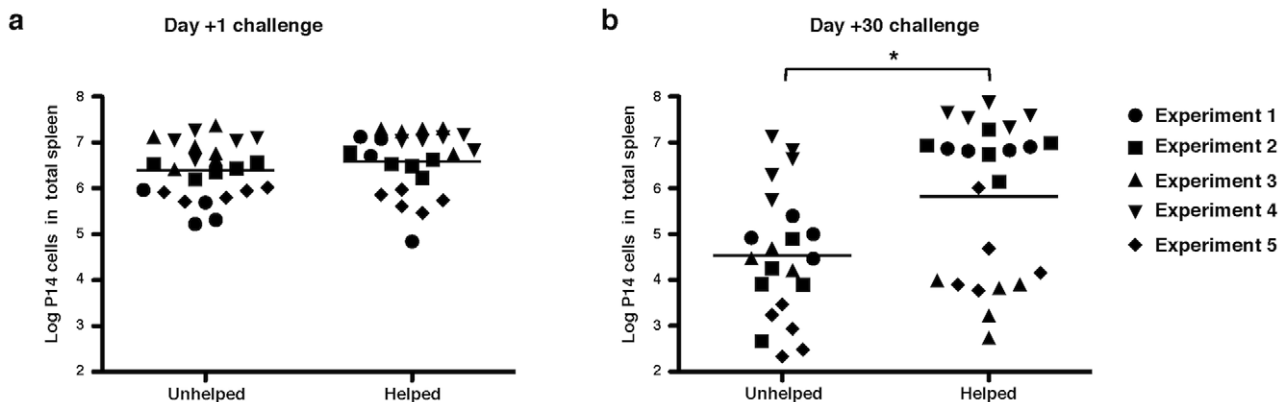 a
Day +1 challenge
Log P14 cells in total spleen
8
7
6
5
4
3
2
Unhelped
Helped
b
Day +30 challenge
*
Log P14 cells in total spleen
8
7
6
5
4
3
2
Unhelped
Helped
Experiment 1
Experiment 2
Experiment 3
Experiment 4
Experiment 5